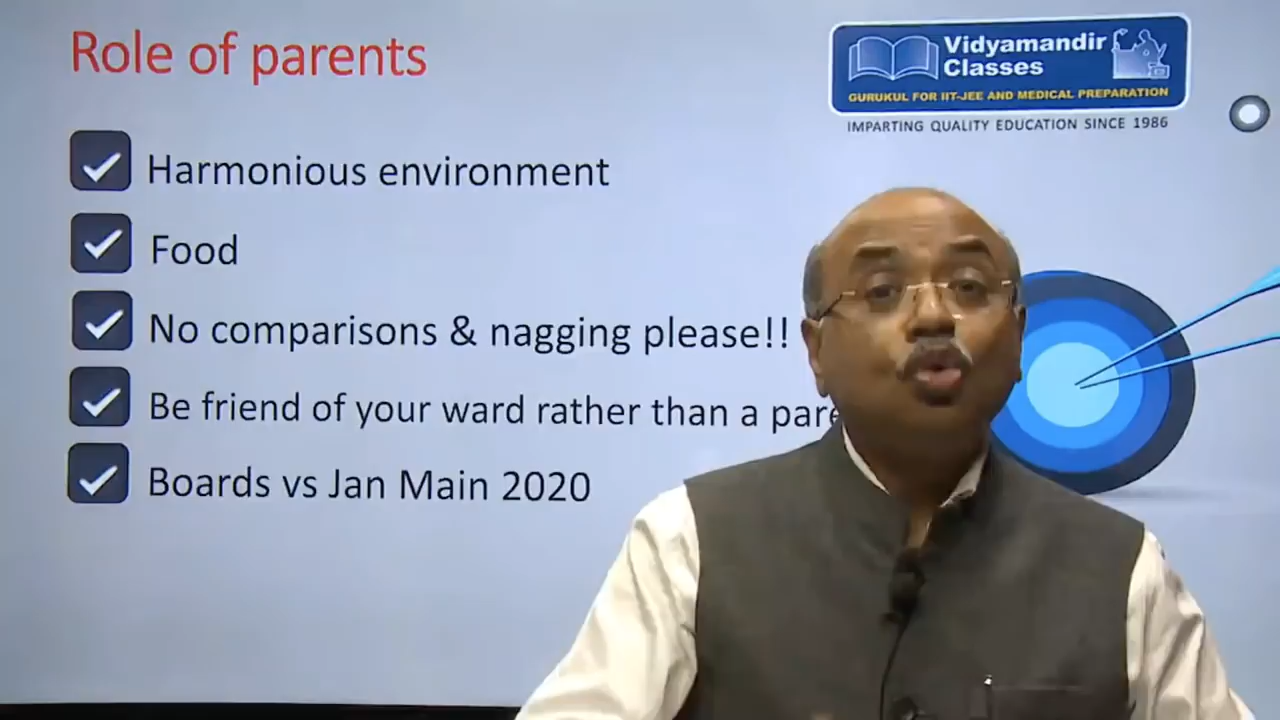 Role of parents
Vidyamandir
Classes
GURUKUL FOR IIT-JEE AND MEDICAL PREPARATION
IMPARTING QUALITY EDUCATION SINCE 1986
Harmonious environment
Food
No comparisons & nagging please!!
Be friend of your ward rather than a
Boards vs Jan Main 2020